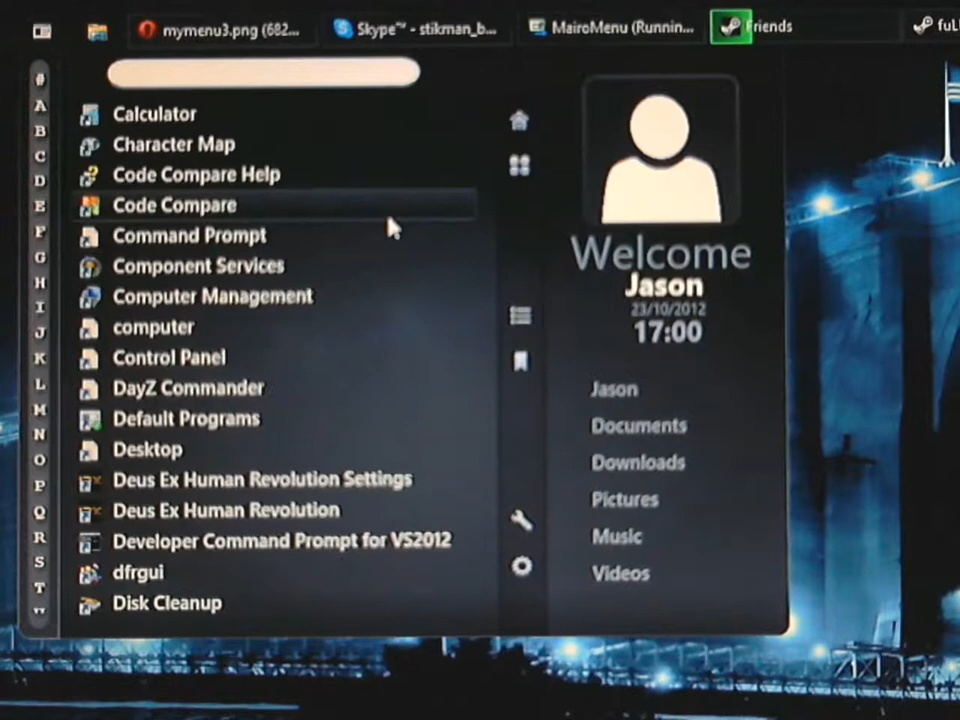 mymenu3.png (682...
Skype™ - stikman_b...
MairoMenu (Runnin...
Friends
#
A
B
C
D
E
F
G
H
I
J
K
L
M
N
O
P
Q
R
S
T
Calculator
Character Map
Code Compare Help
Code Compare
Command Prompt
Component Services
Computer Management
computer
Control Panel
DayZ Commander
Default Programs
Desktop
Deus Ex Human Revolution Settings
Deus Ex Human Revolution
Developer Command Prompt for VS2012
dfrgui
Disk Cleanup
Welcome
Jason
23/10/2012
17:00
Jason
Documents
Downloads
Pictures
Music
Videos